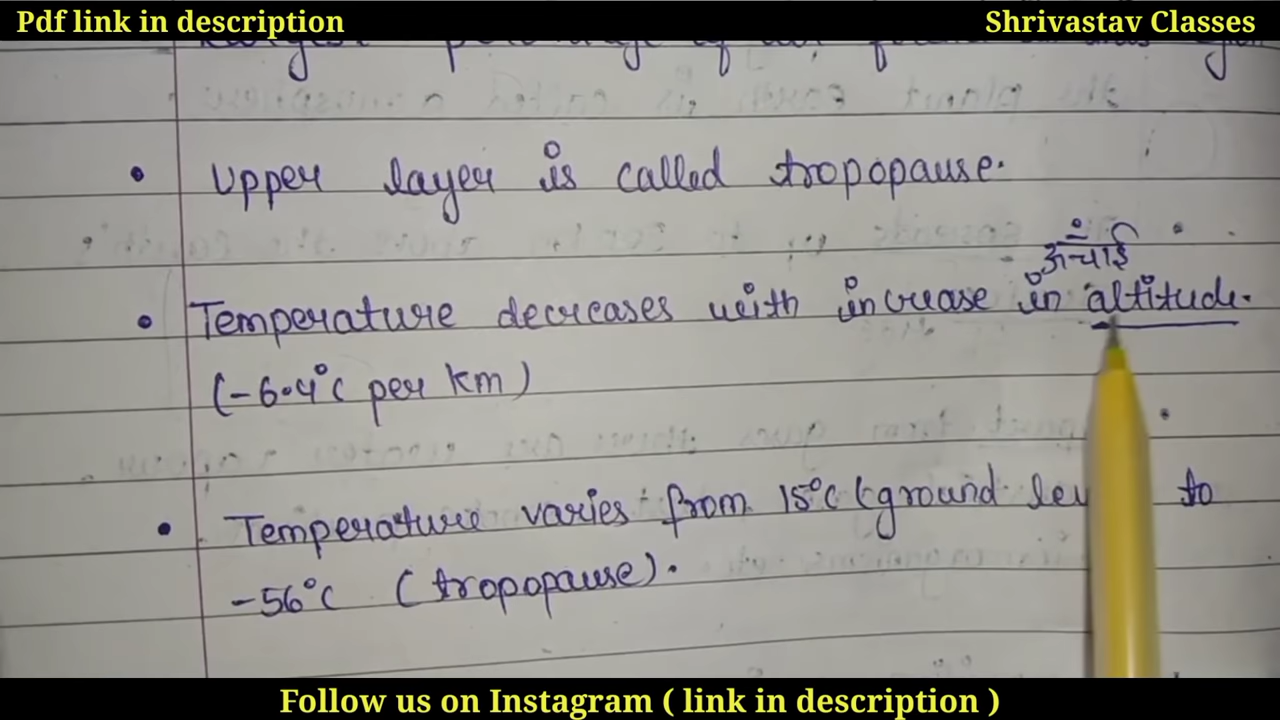 Pdf link in description
Shrivastav Classes
• Upper layer is called tropopause.
ऊँचाई
• Temperature decreases with increase in altitude.
(-6.4°C per km)
• Temperature varies from 15°C (ground to
-56°C (tropopause).
Follow us on Instagram ( link in description )